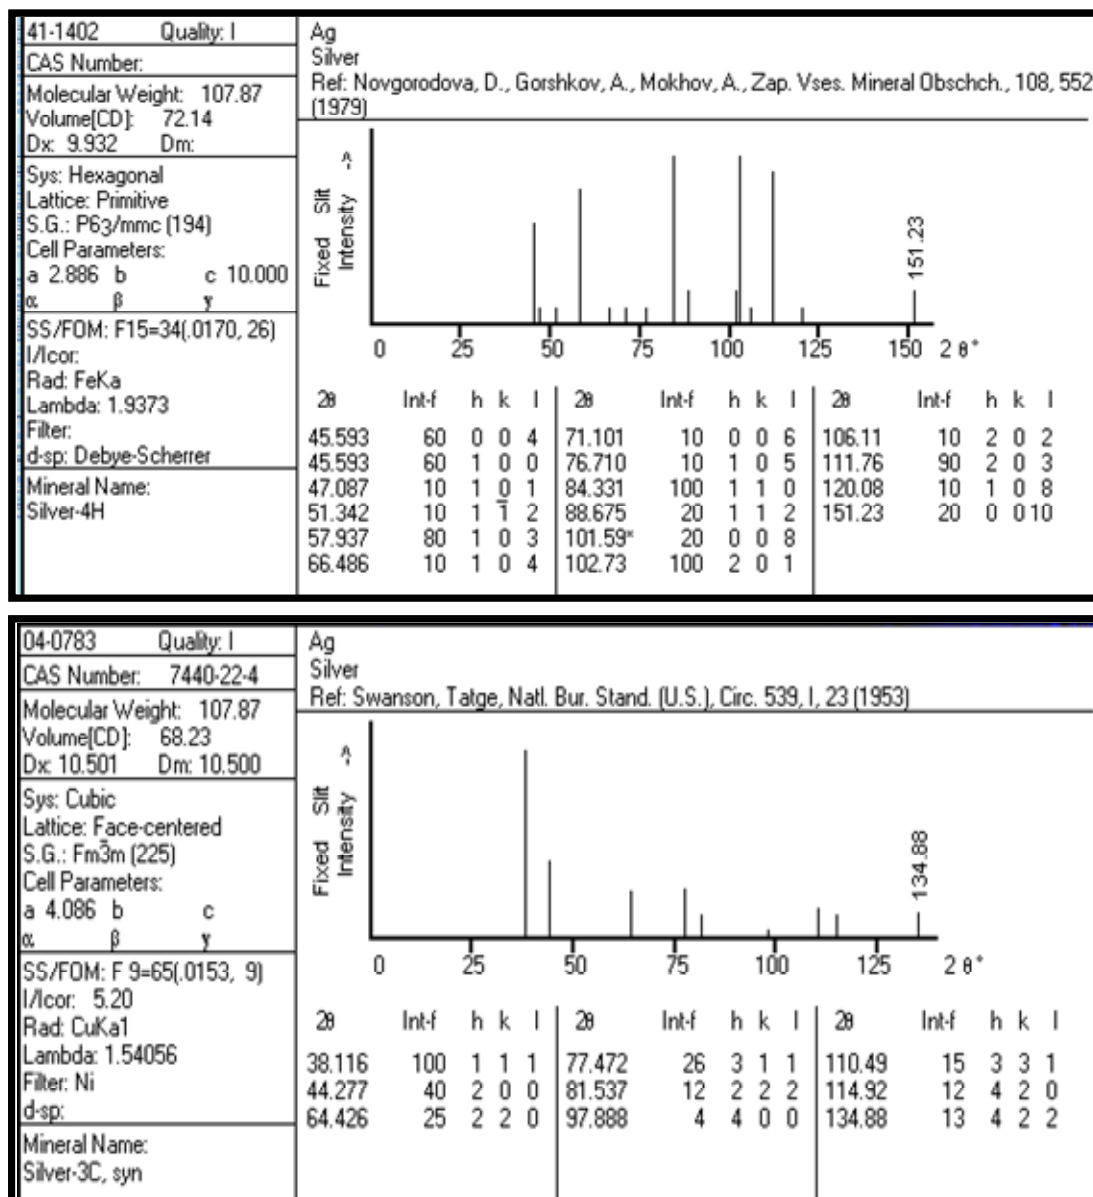 41-1402 Quality: I
CAS Number:
Molecular Weight: 107.87
Volume[CD]: 72.14
Dx: 9.932 Dm:
Sys: Hexagonal
Lattice: Primitive
S.G.: P63/mmc (194)
Cell Parameters:
a 2.886 b c 10.000
α β γ
SS/FOM: F15=34(.0170, 26)
I/Icor:
Rad: FeKa
Lambda: 1.9373
Filter:
d-sp: Debye-Scherrer
Mineral Name:
Silver-4H
Ag
Silver
Ref: Novgorodova, D., Gorshkov, A., Mokhov, A., Zap. Vses. Mineral Obschch., 108, 552
(1979)
Fixed Slit
Intensity ->
151.23
0 25 50 75 100 125 150 2 θ°
2θ Int-f h k l 2θ Int-f h k l 2θ Int-f h k l
45.593 60 0 0 4 71.101 10 0 0 6 106.11 10 2 0 2
45.593 60 1 0 0 76.710 10 1 0 5 111.76 90 2 0 3
47.087 10 1 0 1 84.331 100 1 1 0 120.08 10 1 0 8
51.342 10 1 1̅ 2 88.675 20 1 1 2 151.23 20 0 0 10
57.937 80 1 0 3 101.59* 20 0 0 8
66.486 10 1 0 4 102.73 100 2 0 1
04-0783 Quality: I
CAS Number: 7440-22-4
Molecular Weight: 107.87
Volume[CD]: 68.23
Dx: 10.501 Dm: 10.500
Sys: Cubic
Lattice: Face-centered
S.G.: Fm3̅m (225)
Cell Parameters:
a 4.086 b c
α β γ
SS/FOM: F 9=65(.0153, 9)
I/Icor: 5.20
Rad: CuKa1
Lambda: 1.54056
Filter: Ni
d-sp:
Mineral Name:
Silver-3C, syn
Ag
Silver
Ref: Swanson, Tatge, Natl. Bur. Stand. (U.S.), Circ. 539, I, 23 (1953)
Fixed Slit
Intensity ->
134.88
0 25 50 75 100 125 2 θ°
2θ Int-f h k l 2θ Int-f h k l 2θ Int-f h k l
38.116 100 1 1 1 77.472 26 3 1 1 110.49 15 3 3 1
44.277 40 2 0 0 81.537 12 2 2 2 114.92 12 4 2 0
64.426 25 2 2 0 97.888 4 4 0 0 134.88 13 4 2 2